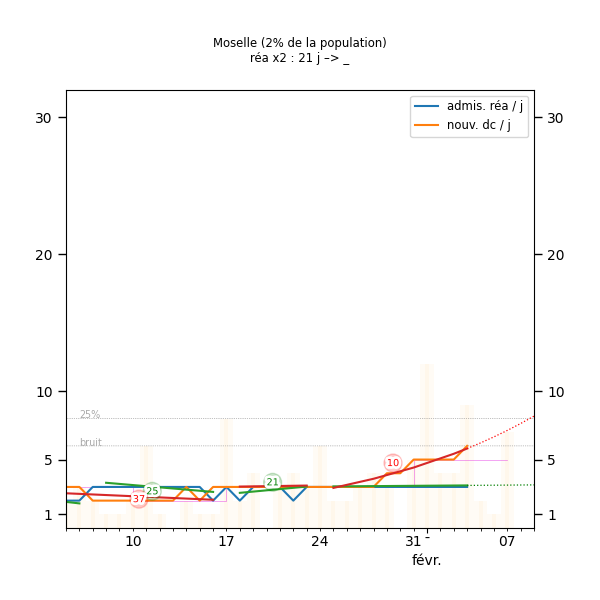 Moselle (2% de la population)
réa x2 : 21 j –> _
admis. réa / j
nouv. dc / j
30 30
20 20
10 10
25%
bruit
5 5
10
21
25
37
1 1
10 17 24 31 - 07
févr.